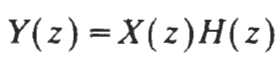 Y(z) = X(z)H(z)